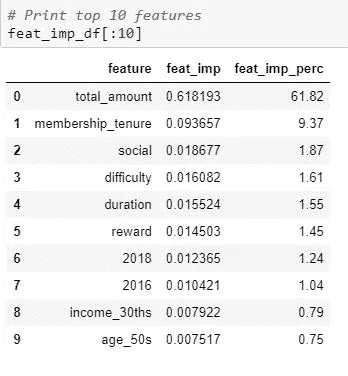 # Print top 10 features
feat_imp_df[:10]
feature feat_imp feat_imp_perc
0 total_amount 0.618193 61.82
1 membership_tenure 0.093657 9.37
2 social 0.018677 1.87
3 difficulty 0.016082 1.61
4 duration 0.015524 1.55
5 reward 0.014503 1.45
6 2018 0.012365 1.24
7 2016 0.010421 1.04
8 income_30ths 0.007922 0.79
9 age_50s 0.007517 0.75